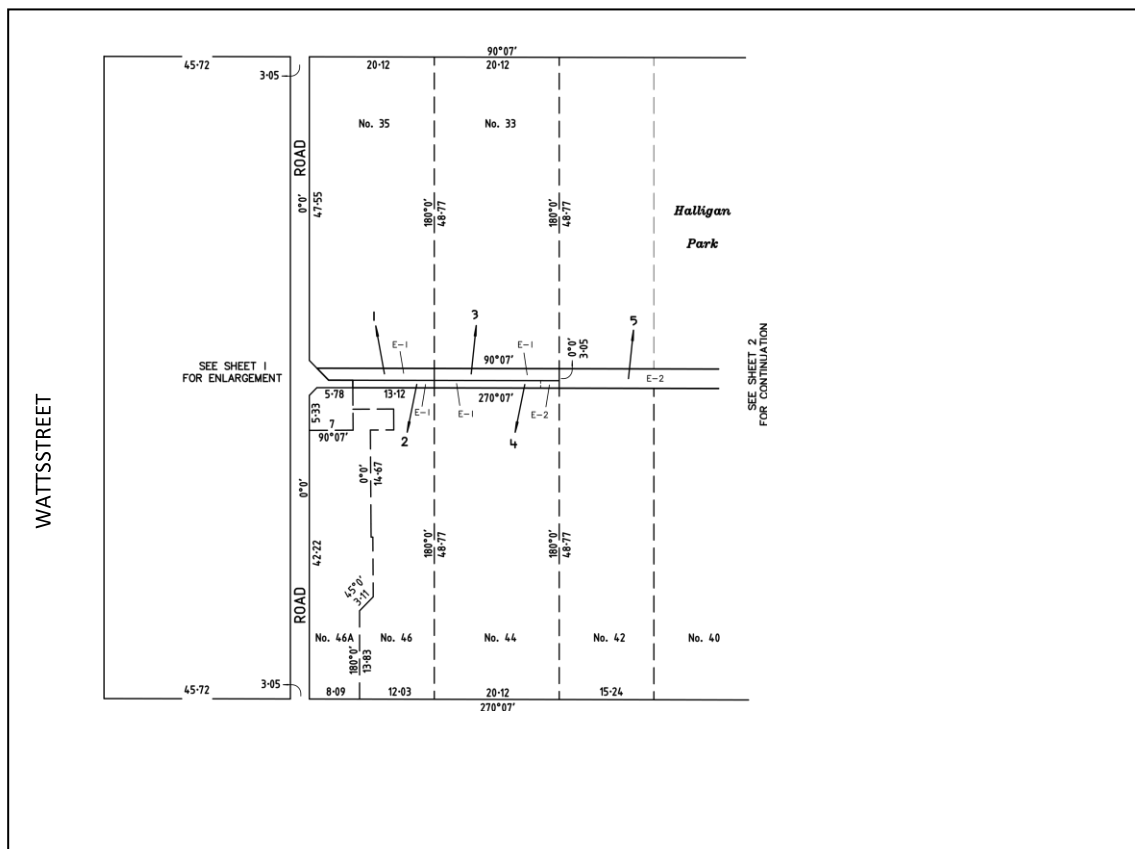 90°07'
45·72
20·12
20·12
3·05
No. 35
No. 33
ROAD
0°0'
47·55
180°0'
48·77
180°0'
48·77
Halligan
Park
1
3
5
E-1
E-1
0°0'
3·05
90°07'
SEE SHEET 1
FOR ENLARGEMENT
E-2
SEE SHEET 2
FOR CONTINUATION
5·78
13·12
270°07'
5·33
E-1
E-1
E-2
7
90°07'
2
4
WATTSSTREET
0°0'
14·67
0°0'
42·22
180°0'
48·77
180°0'
48·77
45°0'
3·11
ROAD
No. 46A
No. 46
No. 44
No. 42
No. 40
180°0'
13·83
45·72
3·05
8·09
12·03
20·12
15·24
270°07'